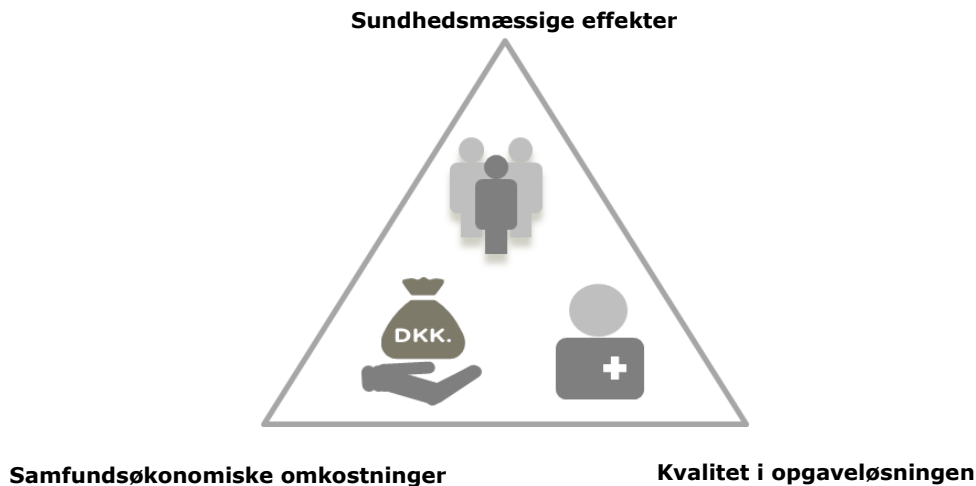 Sundhedsmæssige effekter
DKK.
Samfundsøkonomiske omkostninger
Kvalitet i opgaveløsningen